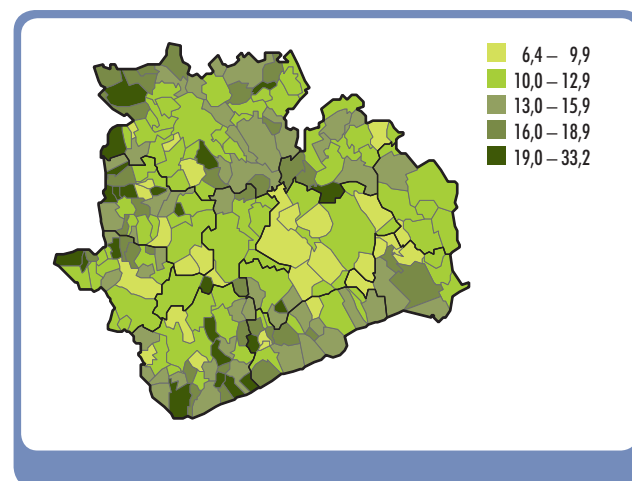 6,4 – 9,9
10,0 – 12,9
13,0 – 15,9
16,0 – 18,9
19,0 – 33,2